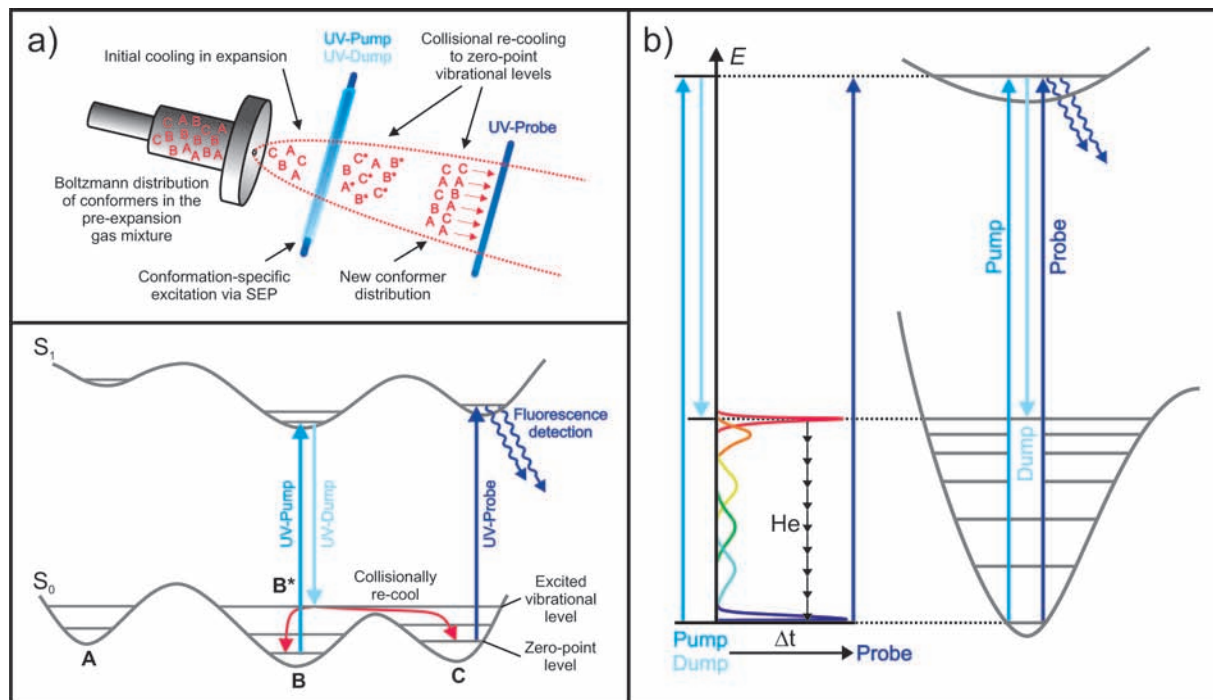 a)
UV-Pump
UV-Dump
Initial cooling in expansion
Collisional re-cooling
to zero-point
vibrational levels
UV-Probe
C A B C A
C B B B B A
B A A B A
C A
C
B A
C* A B*
A* C* B*
B* C*
C C
A A
C B
C A
B C
A A
Boltzmann distribution
of conformers in the
pre-expansion
gas mixture
Conformation-specific
excitation via SEP
New conformer
distribution
S1
Fluorescence
detection
UV-Pump
UV-Dump
UV-Probe
S0
B*
Collisionally
re-cool
Excited
vibrational
level
Zero-point
level
A
B
C
b)
E
Pump
Probe
Dump
He
Pump
Dump
Δt
Probe